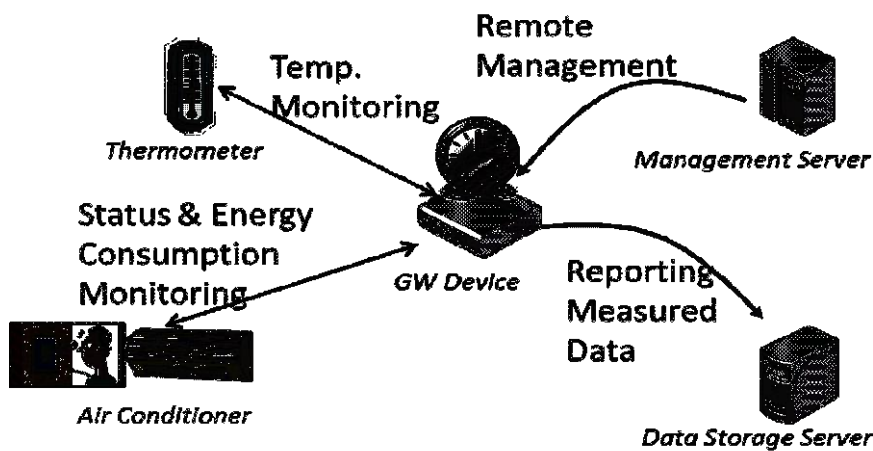 Remote
Management
Temp.
Monitoring
Thermometer
Management Server
Status & Energy
Consumption
Monitoring
GW Device
Reporting
Measured
Data
Air Conditioner
Data Storage Server